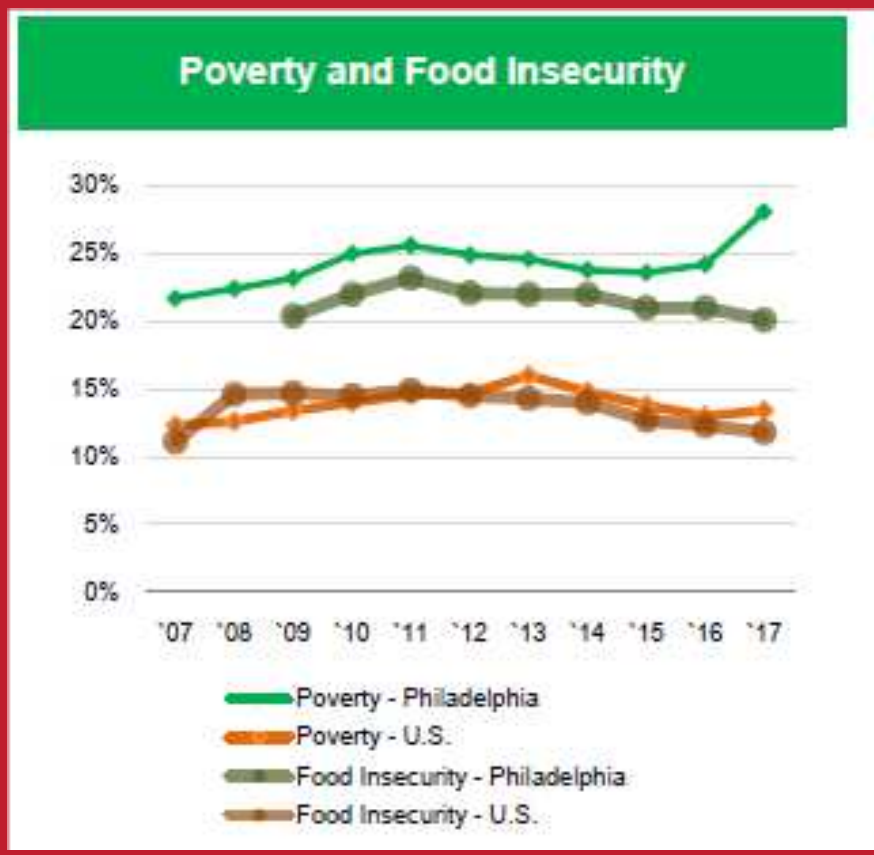 Poverty and Food Insecurity
30%
25%
20%
15%
10%
5%
0%
`07 `08 `09 `10 `11 `12 `13 `14 `15 `16 `17
Poverty - Philadelphia
Poverty - U.S.
Food Insecurity - Philadelphia
Food Insecurity - U.S.